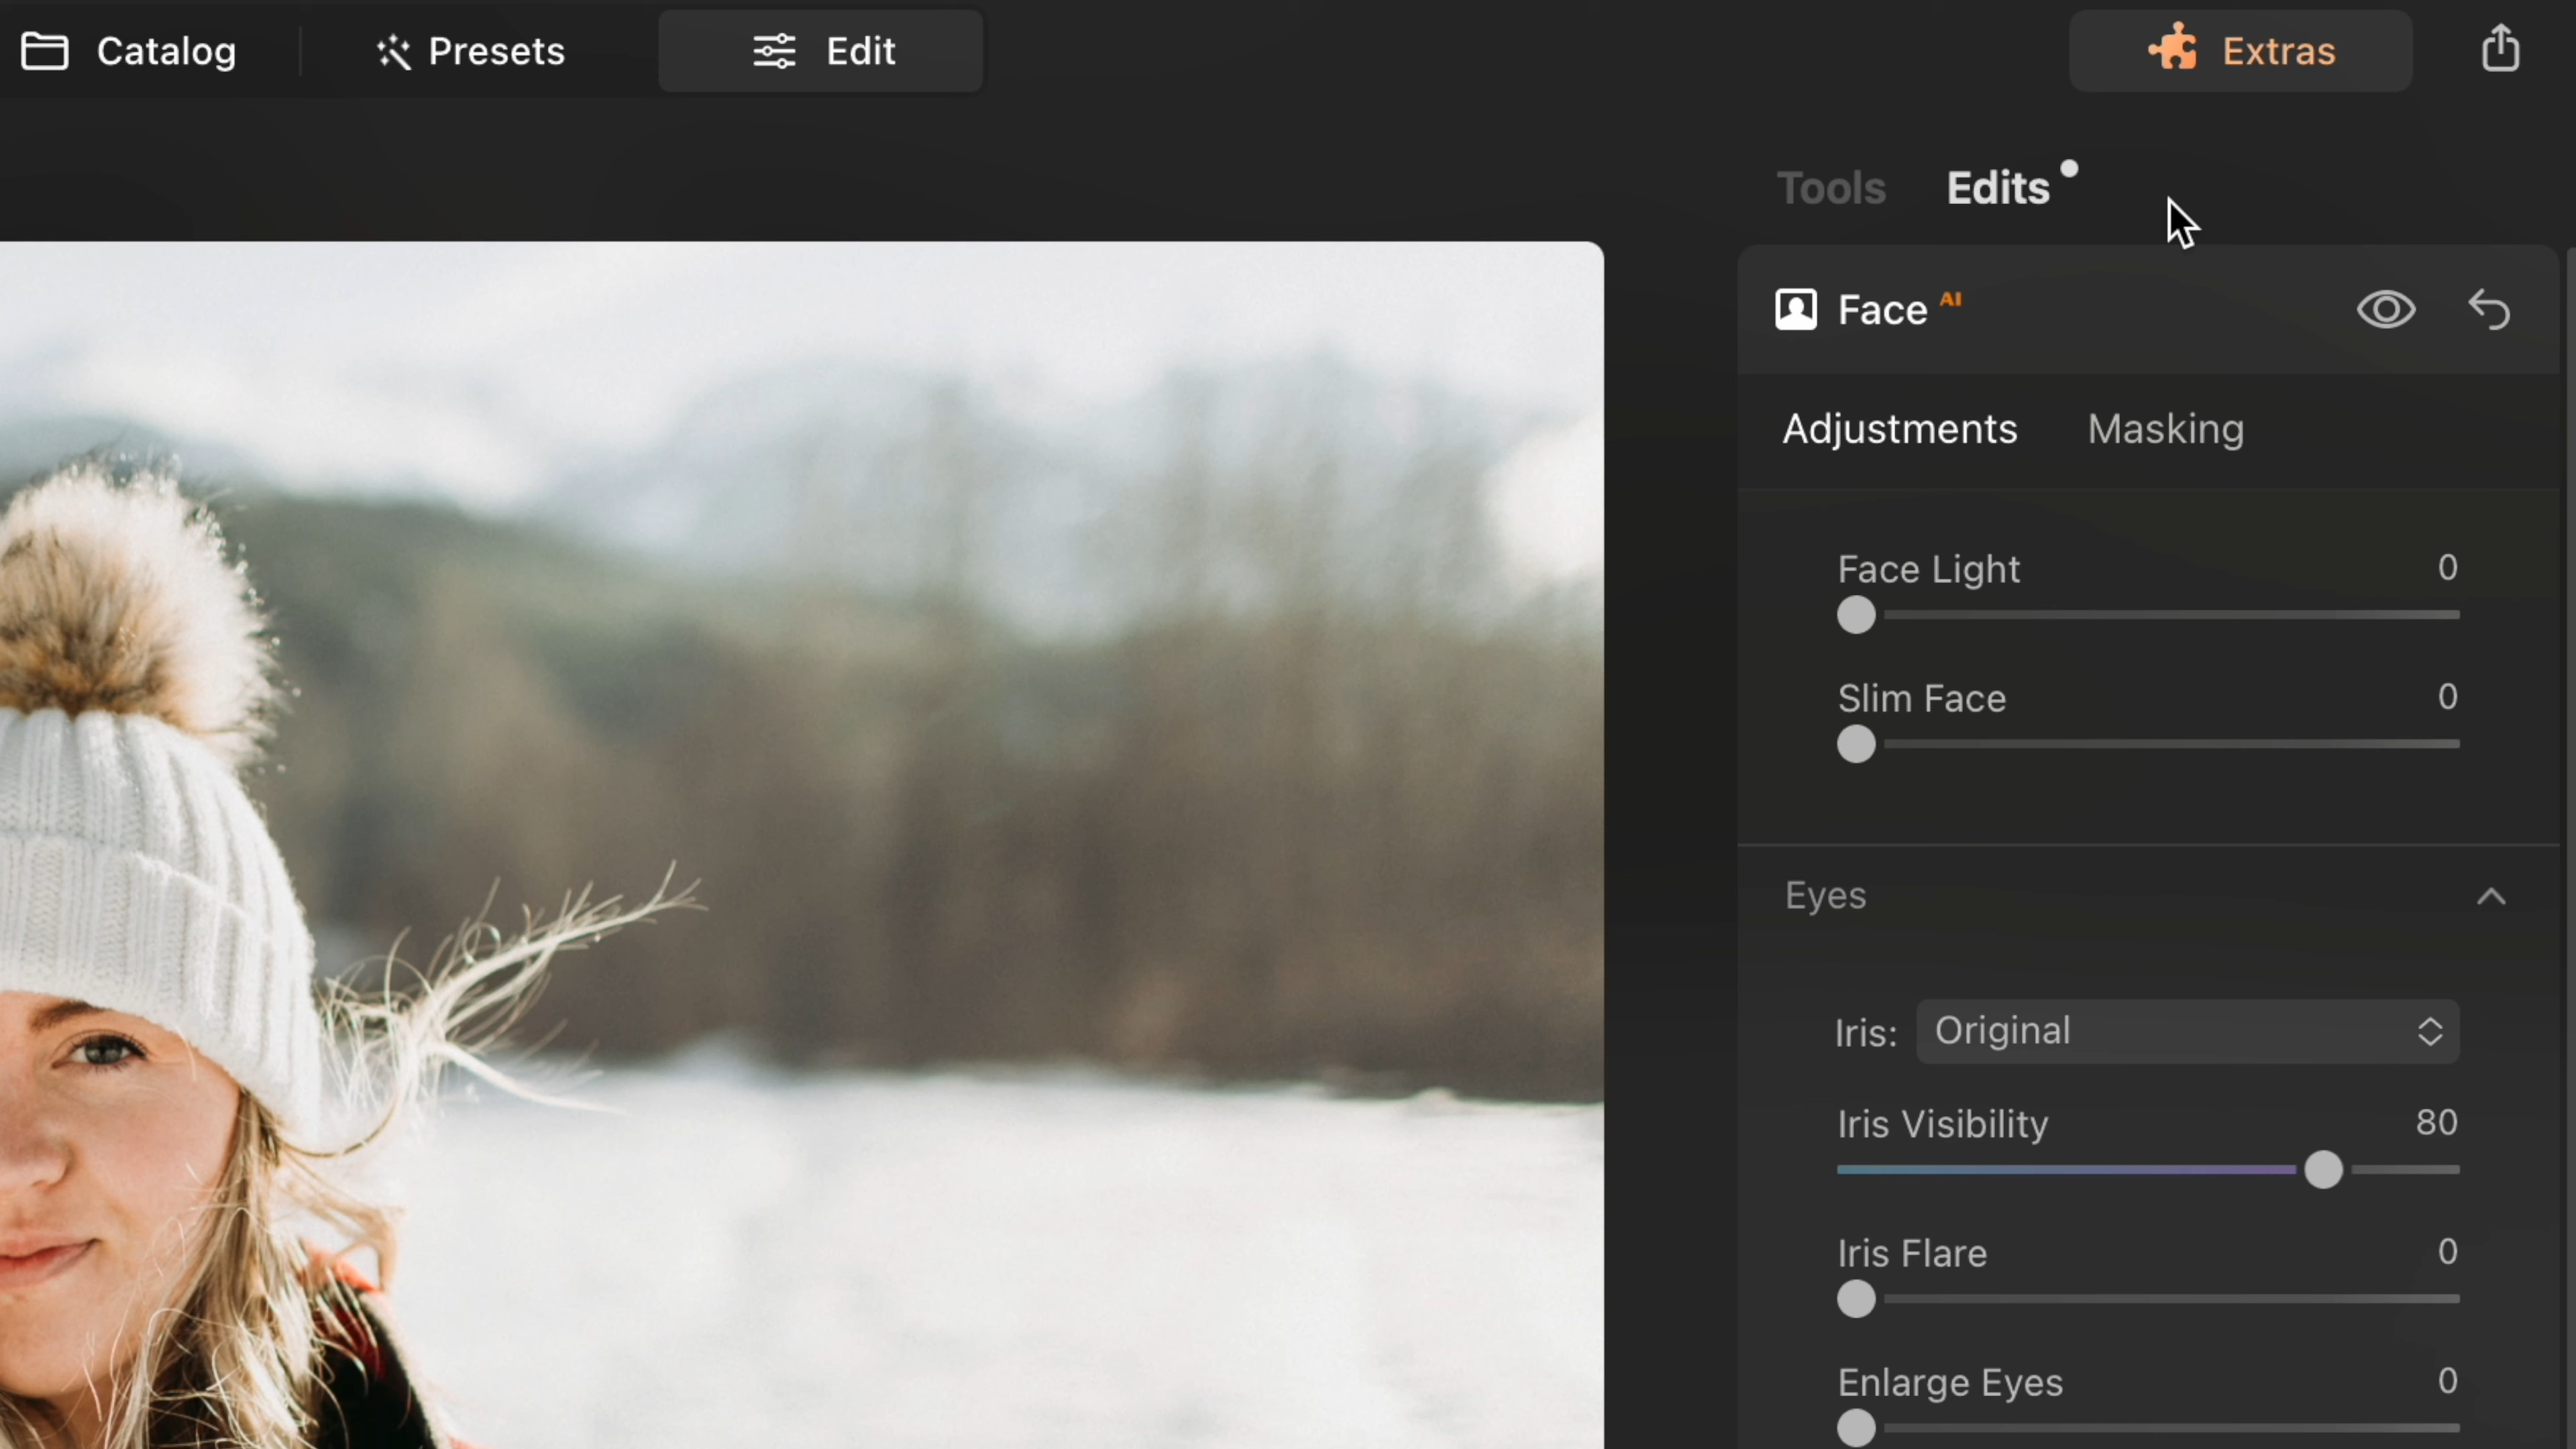 Catalog
Presets
Edit
Extras
Tools
Edits
Face AI
Adjustments
Masking
Face Light 0
Slim Face 0
Eyes
Iris: Original
Iris Visibility 80
Iris Flare 0
Enlarge Eyes 0